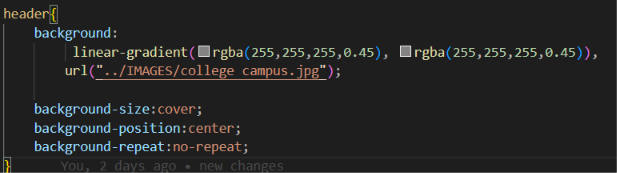 header{
background:
linear-gradient(rgba(255,255,255,0.45), rgba(255,255,255,0.45)),
url("../IMAGES/college campus.jpg");
background-size:cover;
background-position:center;
background-repeat:no-repeat;
} You, 2 days ago • new changes